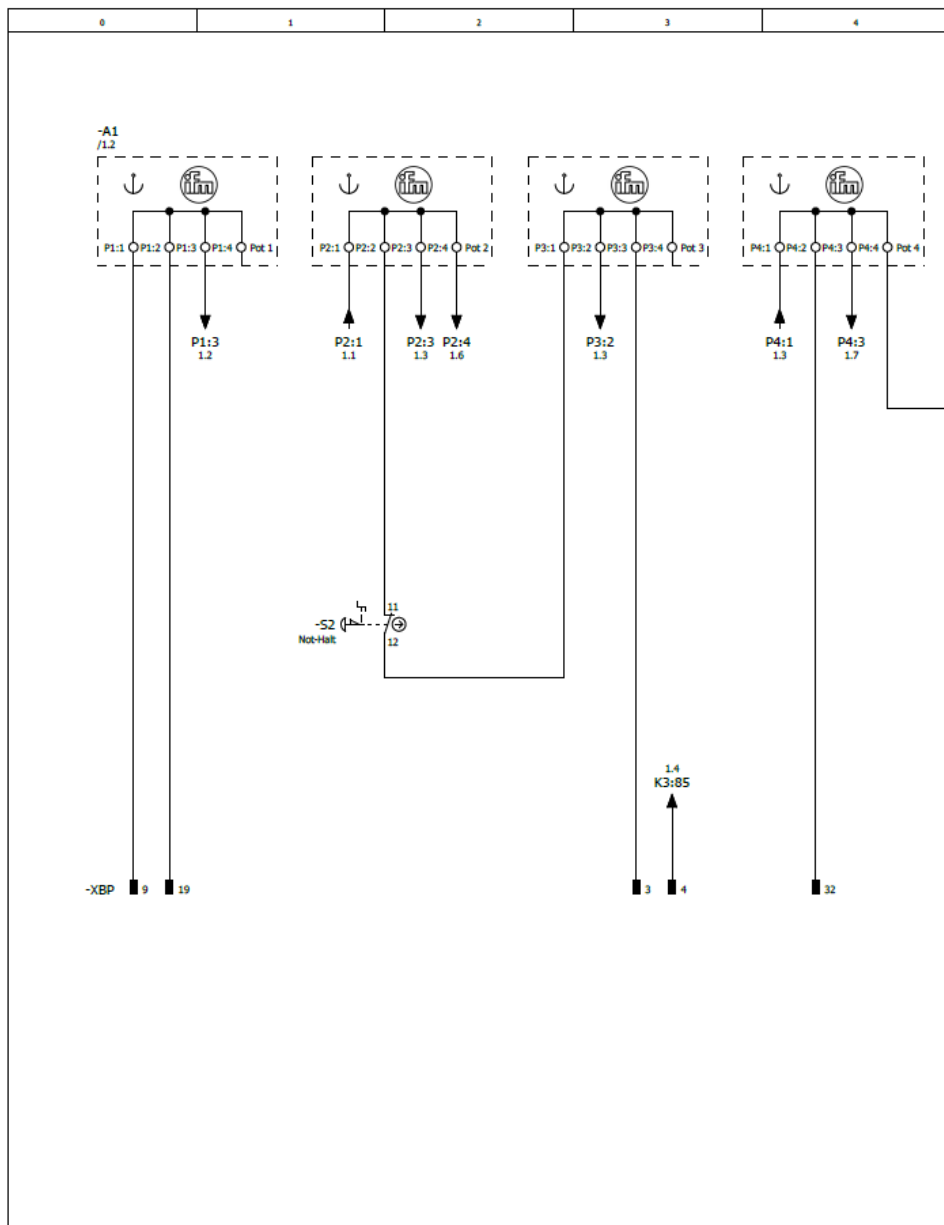 0 1 2 3 4
-A1
/1.2
ifm ifm ifm ifm
P1:1 P1:2 P1:3 P1:4 Pot 1 P2:1 P2:2 P2:3 P2:4 Pot 2 P3:1 P3:2 P3:3 P3:4 Pot 3 P4:1 P4:2 P4:3 P4:4 Pot 4
P1:3 P2:1 P2:3 P2:4 P3:2 P4:1 P4:3
1.2 1.1 1.3 1.6 1.3 1.3 1.7
11
-S2
Not-Halt
12
1.4
K3:85
-XBP 9 19 3 4 32